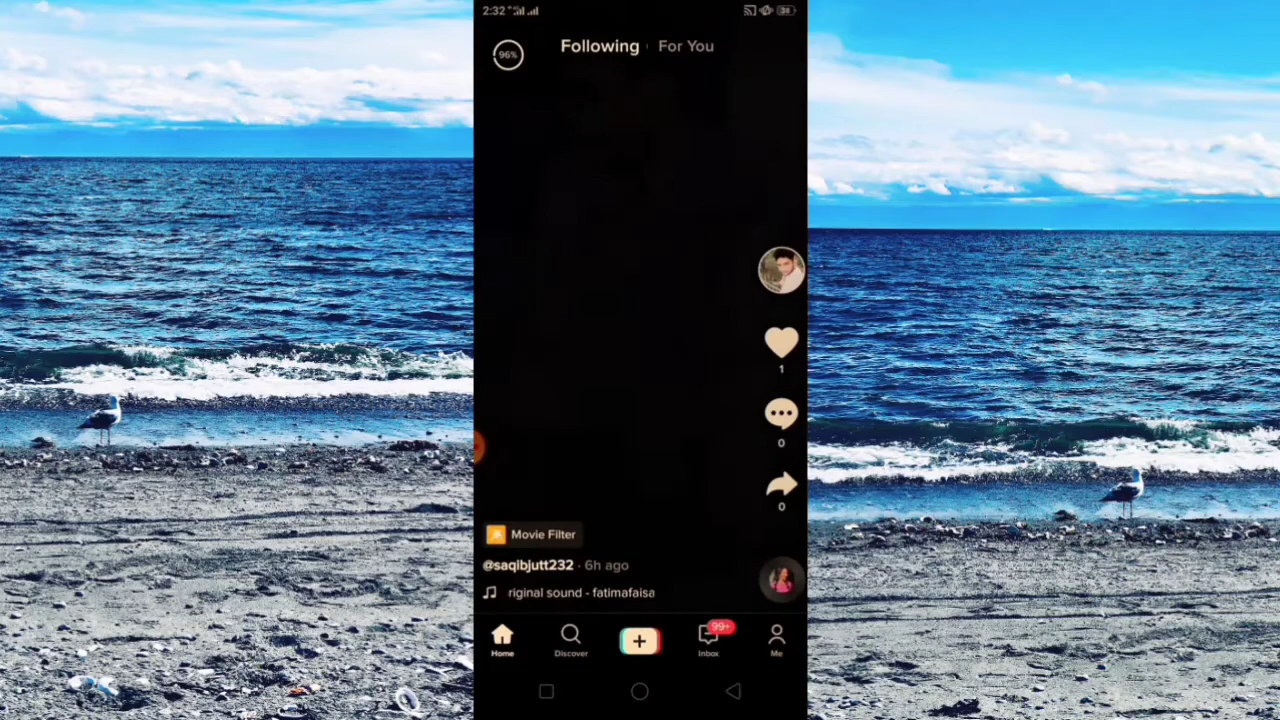 2:32
38
96%
Following
For You
1
0
0
Movie Filter
@saqibjutt232 · 6h ago
riginal sound - fatimafaisa
99+
Home
Discover
Inbox
Me